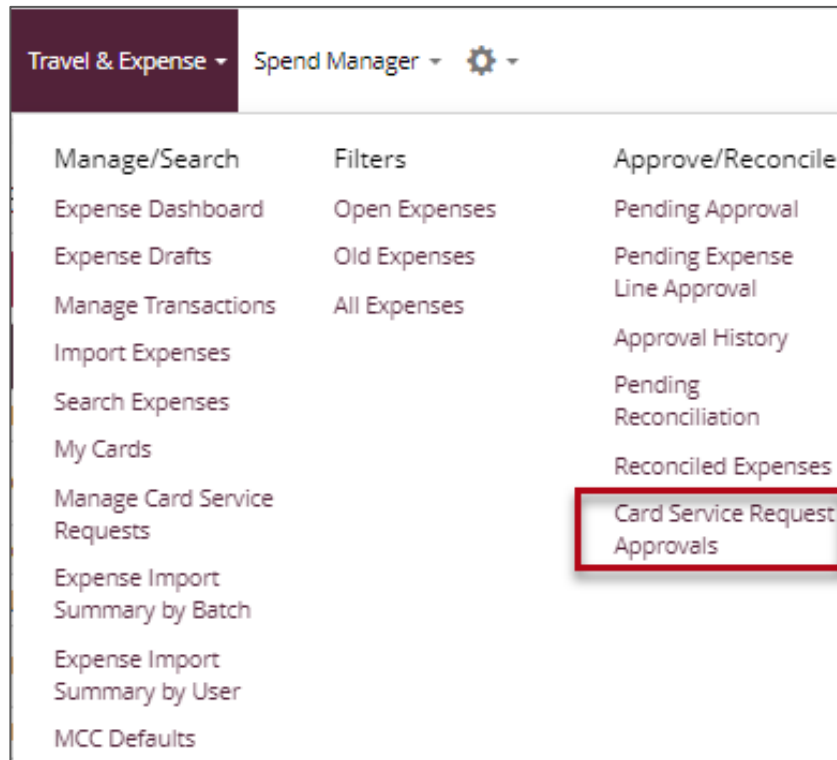 Travel & Expense
Spend Manager
Manage/Search
Expense Dashboard
Expense Drafts
Manage Transactions
Import Expenses
Search Expenses
My Cards
Manage Card Service
Requests
Expense Import
Summary by Batch
Expense Import
Summary by User
MCC Defaults
Filters
Open Expenses
Old Expenses
All Expenses
Approve/Reconcile
Pending Approval
Pending Expense
Line Approval
Approval History
Pending
Reconciliation
Reconciled Expenses
Card Service Request
Approvals